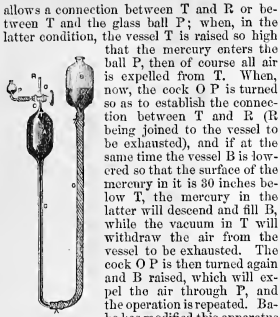 allows a connection between T and R or be-
tween T and the glass ball P; when, in the
latter condition, the vessel T is raised so high
that the mercury enters the
ball P, then of course all air
is expelled from T. When,
now, the cock O P is turned
so as to establish the connec-
tion between T and R (R
being joined to the vessel to
be exhausted), and if at the
same time the vessel B is low-
ered so that the surface of the
mercury in it is 30 inches be-
low T, the mercury in the
latter will descend and fill B,
while the vacuum in T will
withdraw the air from the
vessel to be exhausted. The
cock O P is then turned again
and B raised, which will ex-
pel the air through P, and
the operation is repeated. Ba-
bo has modified this apparatus